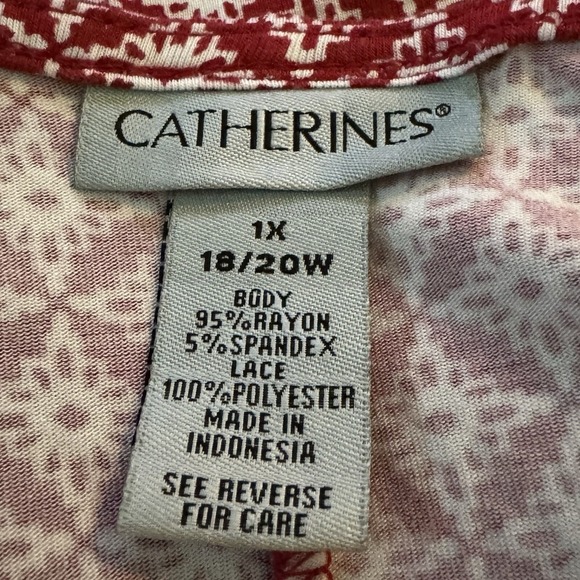 CATHERINES®
1X
18/20W
BODY
95%RAYON
5%SPANDEX
LACE
100%POLYESTER
MADE IN
INDONESIA
SEE REVERSE
FOR CARE